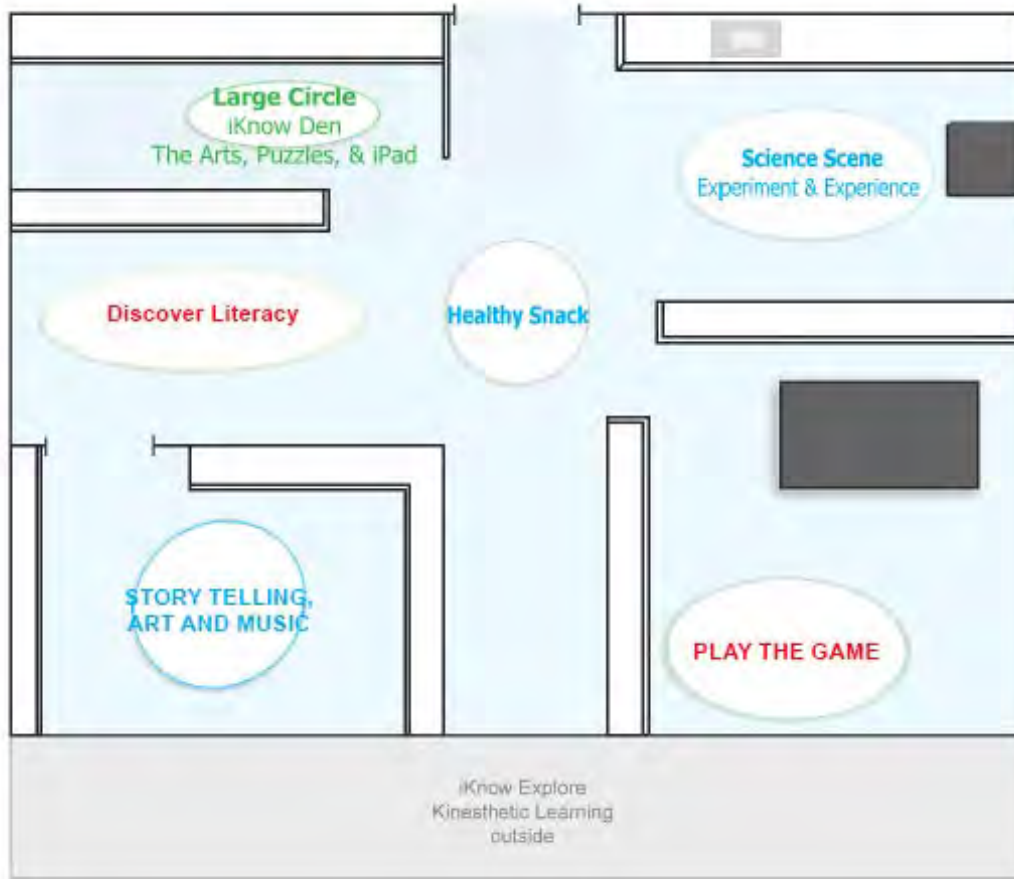 Large Circle
iKnow Den
The Arts, Puzzles, & iPad
Science Scene
Experiment & Experience
Discover Literacy
Healthy Snack
STORY TELLING,
ART AND MUSIC
PLAY THE GAME
iKnow Explore
Kinesthetic Learning
outside